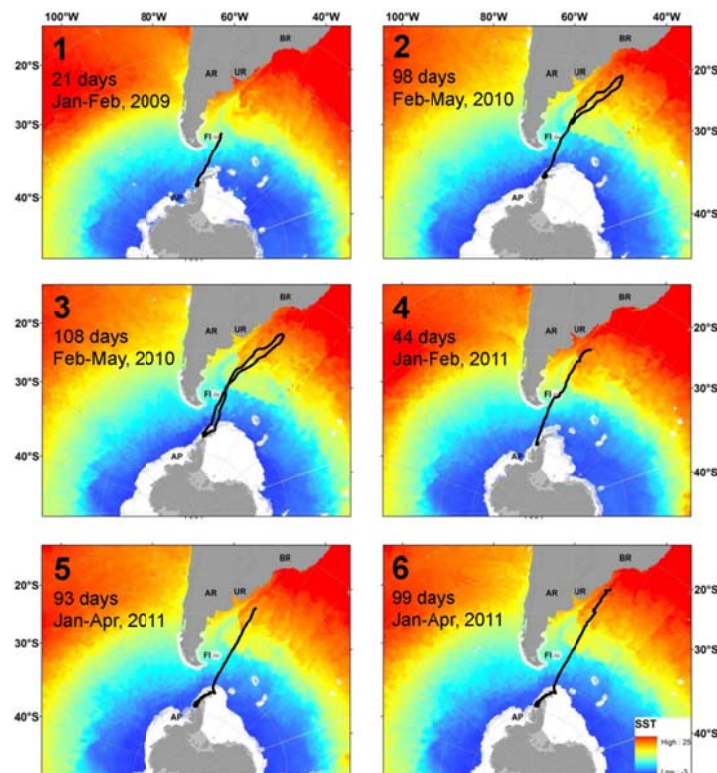 100°W 80°W 60°W 40°W 100°W 80°W 60°W 40°W
1
21 days
Jan-Feb, 2009
BR
AR UR
FI
AP
20°S
30°S
40°S
2
98 days
Feb-May, 2010
BR
AR UR
FI
AP
20°S
30°S
40°S
3
108 days
Feb-May, 2010
BR
AR UR
FI
AP
20°S
30°S
40°S
4
44 days
Jan-Feb, 2011
BR
AR UR
FI
AP
20°S
30°S
40°S
5
93 days
Jan-Apr, 2011
BR
AR UR
FI
AP
20°S
30°S
40°S
6
99 days
Jan-Apr, 2011
BR
AR UR
FI
AP
20°S
30°S
40°S
SST
High : 25